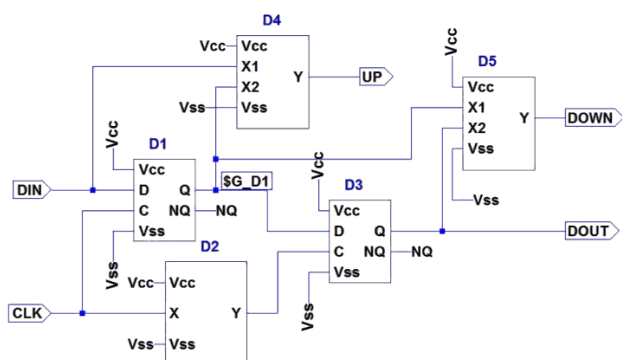 D4
Vcc Vcc
X1
X2
Vss Vss
Y
UP
D5
Vcc
Vcc
X1
X2
Vss
Y
DOWN
Vss
D1
Vcc
Vcc
DIN
D
Q
$G_D1
C
NQ NQ
Vss
Vss
D3
Vcc
Vcc
D
Q
DOUT
C
NQ NQ
Vss
Vss
D2
Vcc Vcc
CLK
X
Y
Vss Vss